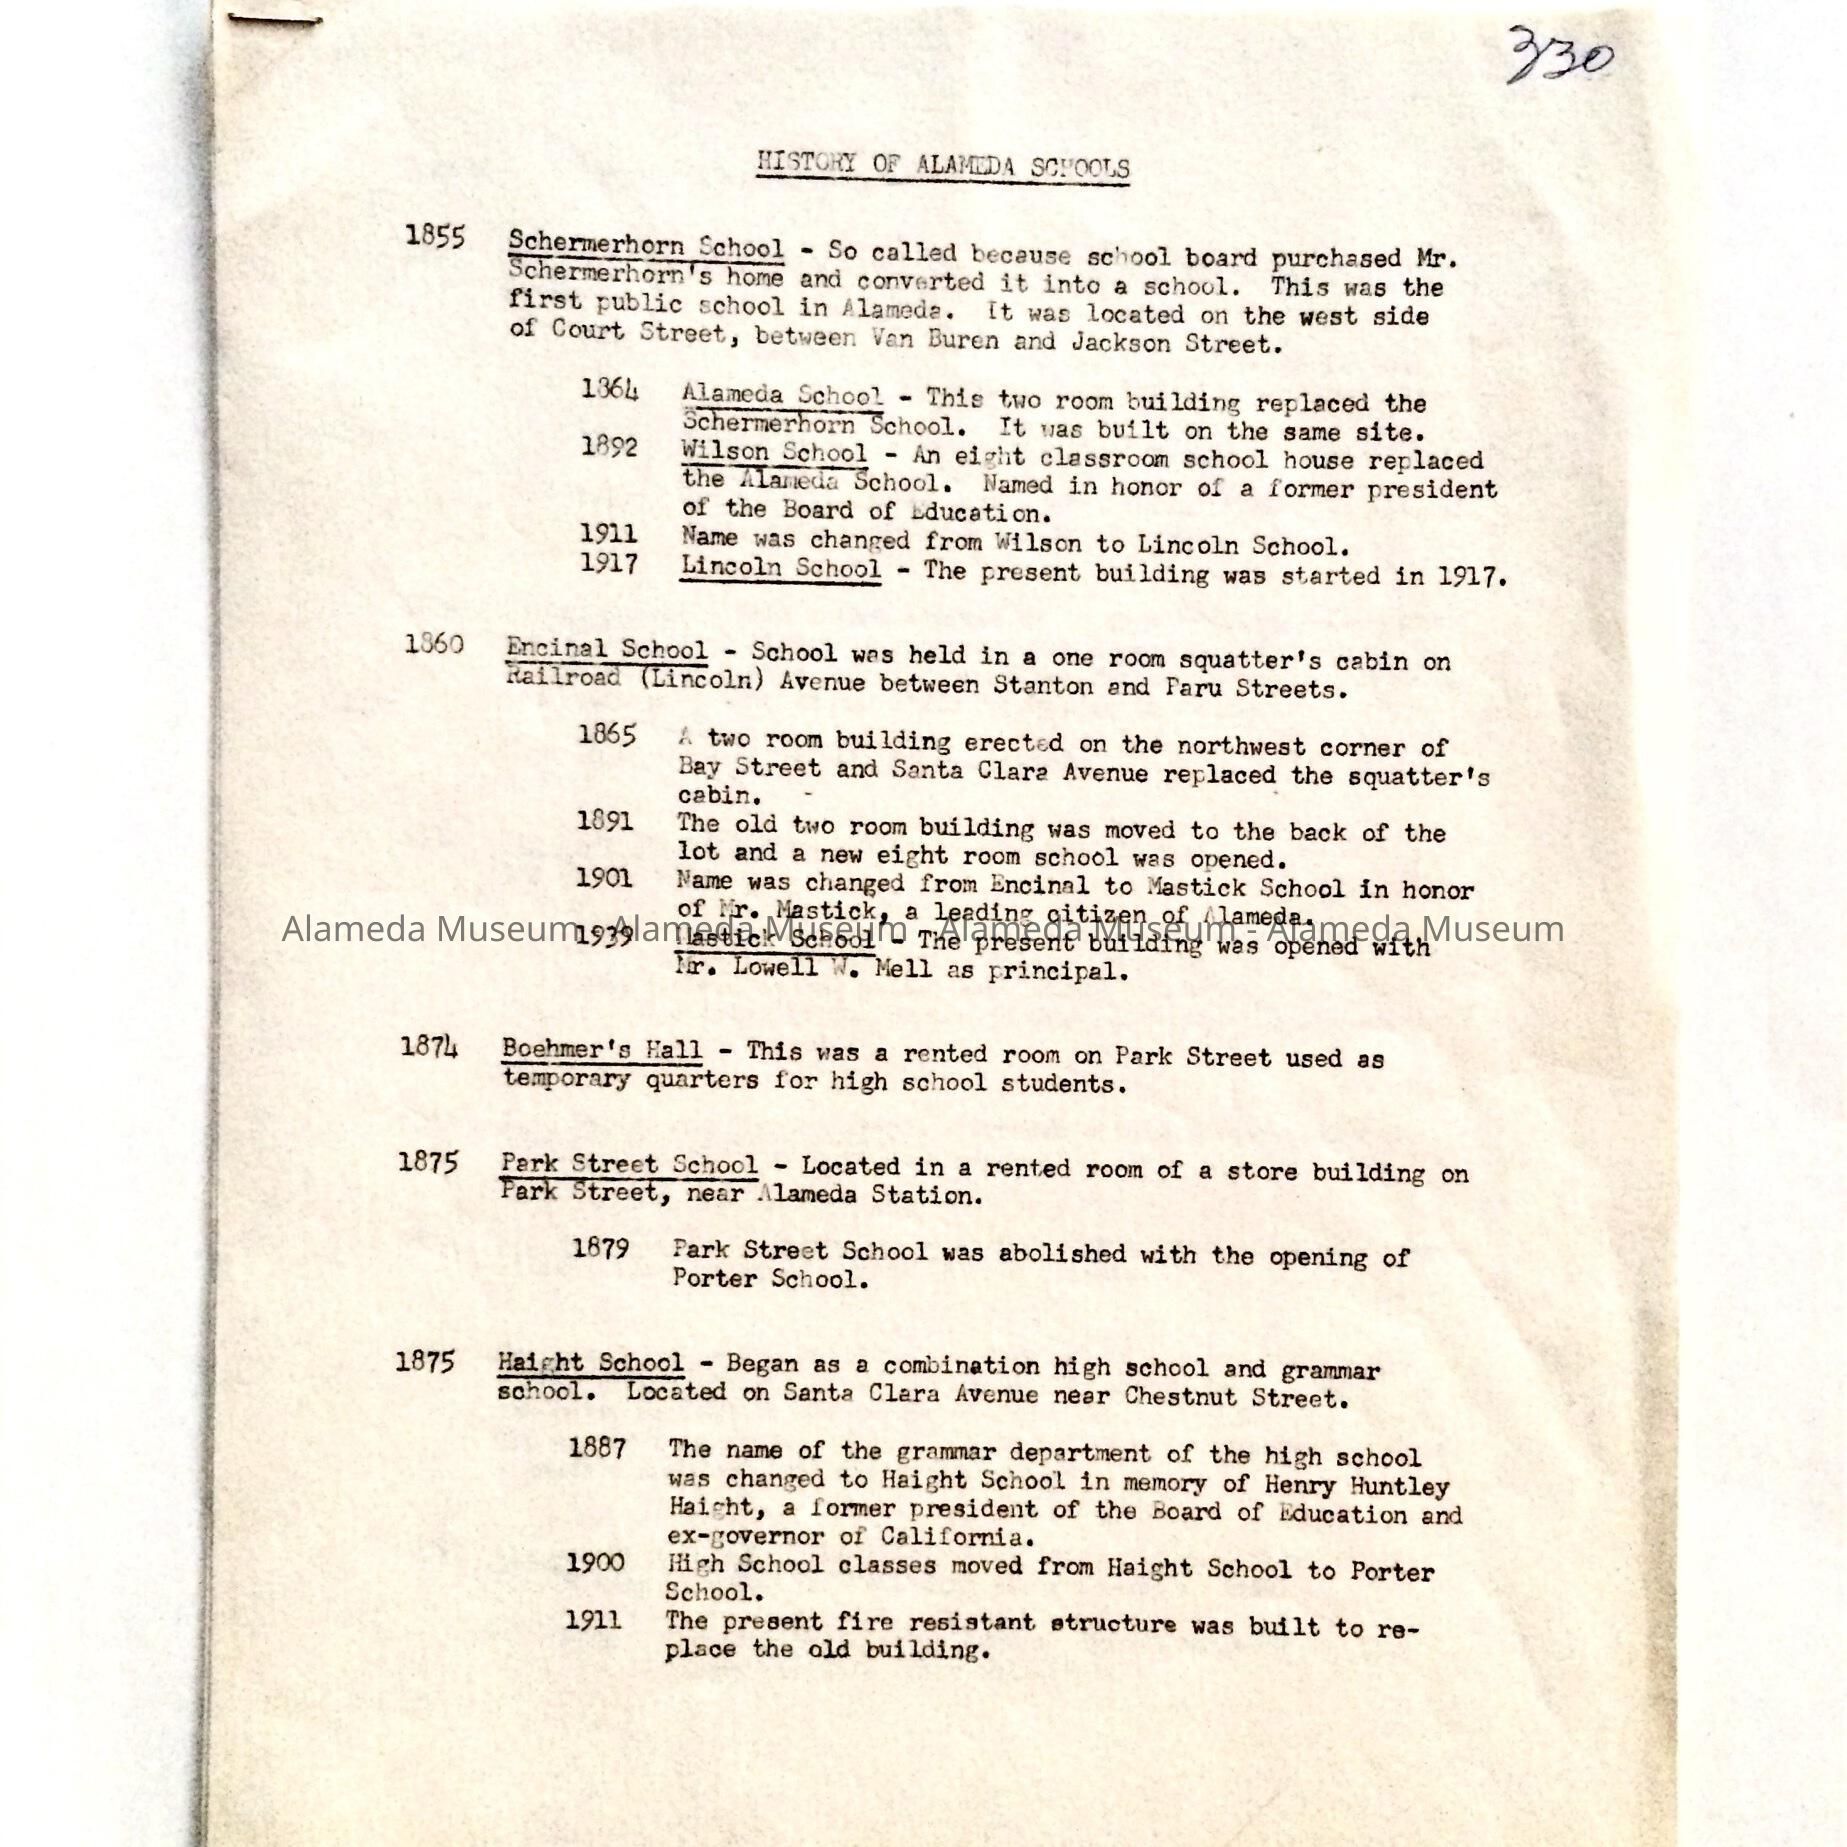 330
HISTORY OF ALAMEDA SCHOOLS
1855 Schermerhorn School - So called because school board purchased Mr.
Schermerhorn's home and converted it into a school. This was the
first public school in Alameda. It was located on the west side
of Court Street, between Van Buren and Jackson Street.
1864 Alameda School - This two room building replaced the
Schermerhorn School. It was built on the same site.
1892 Wilson School - An eight classroom school house replaced
the Alameda School. Named in honor of a former president
of the Board of Education.
1911 Name was changed from Wilson to Lincoln School.
1917 Lincoln School - The present building was started in 1917.
1860 Encinal School - School was held in a one room squatter's cabin on
Railroad (Lincoln) Avenue between Stanton and Paru Streets.
1865 A two room building erected on the northwest corner of
Bay Street and Santa Clara Avenue replaced the squatter's
cabin. -
1891 The old two room building was moved to the back of the
lot and a new eight room school was opened.
1901 Name was changed from Encinal to Mastick School in honor
of Mr. Mastick, a leading citizen of Alameda.
Alameda Museum - Alameda Museum - Alameda Museum - Alameda Museum
1939 Mastick School - The present building was opened with
Mr. Lowell W. Mell as principal.
1874 Boehmer's Hall - This was a rented room on Park Street used as
temporary quarters for high school students.
1875 Park Street School - Located in a rented room of a store building on
Park Street, near Alameda Station.
1879 Park Street School was abolished with the opening of
Porter School.
1875 Haight School - Began as a combination high school and grammar
school. Located on Santa Clara Avenue near Chestnut Street.
1887 The name of the grammar department of the high school
was changed to Haight School in memory of Henry Huntley
Haight, a former president of the Board of Education and
ex-governor of California.
1900 High School classes moved from Haight School to Porter
School.
1911 The present fire resistant structure was built to re-
place the old building.